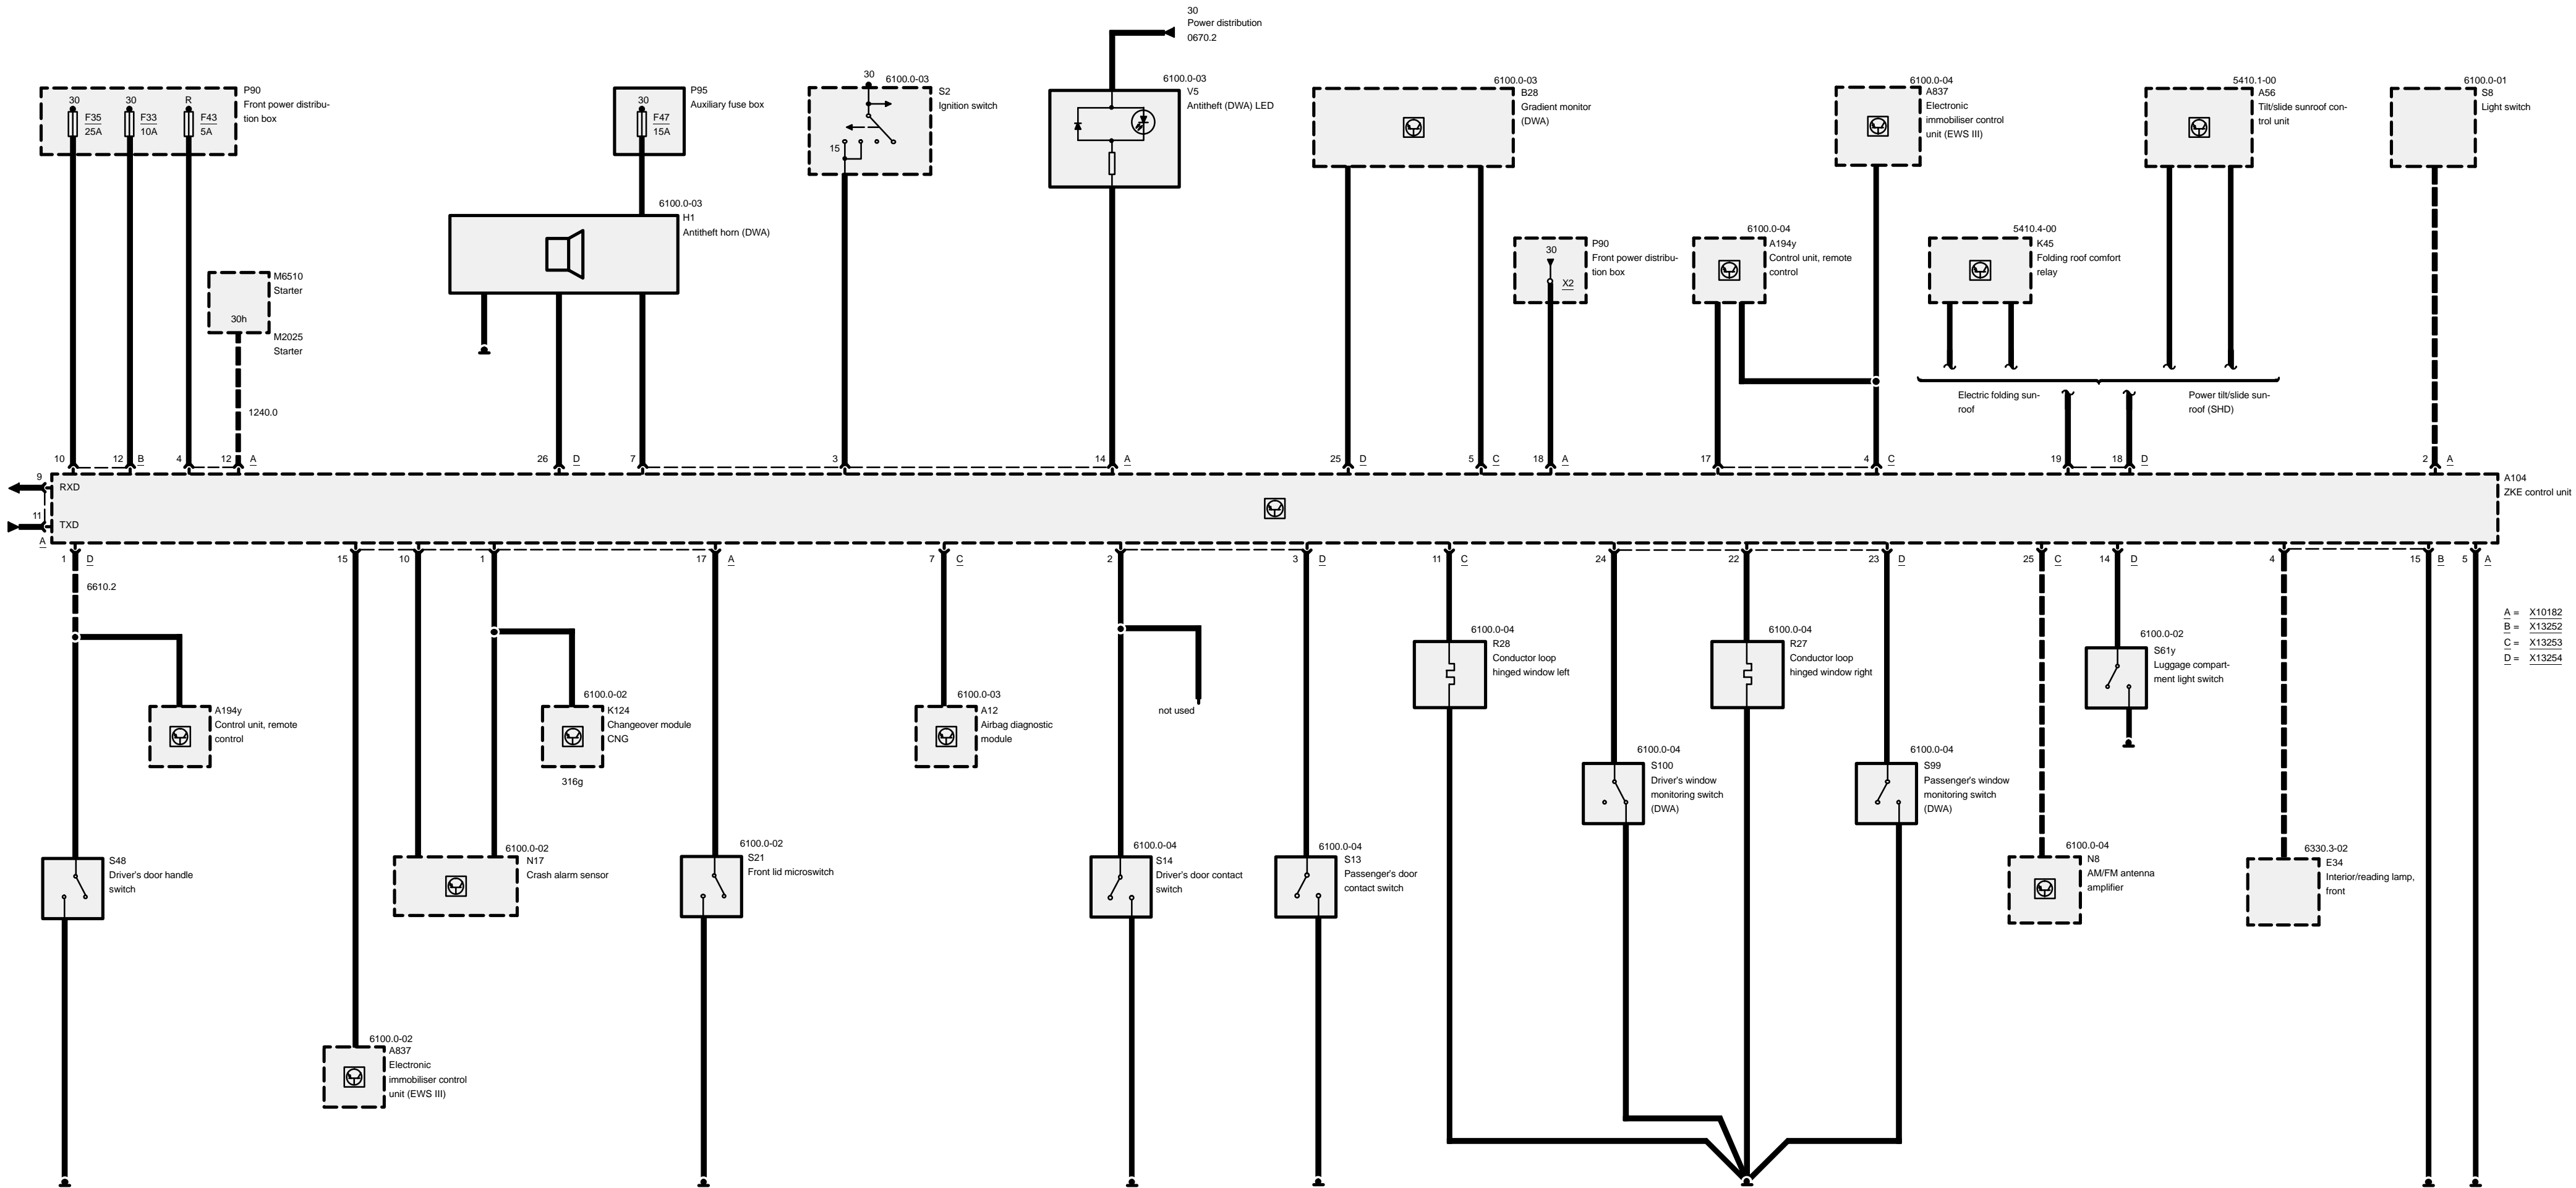 30
Power distribution
0670.2
P90
Front power distribu-
tion box
30
F35
25A
30
F33
10A
R
F43
5A
P95
Auxiliary fuse box
30
F47
15A
30
6100.0-03
S2
Ignition switch
15
6100.0-03
V5
Antitheft (DWA) LED
6100.0-03
B28
Gradient monitor
(DWA)
6100.0-04
A837
Electronic
immobiliser control
unit (EWS III)
5410.1-00
A56
Tilt/slide sunroof con-
trol unit
6100.0-01
S8
Light switch
6100.0-03
H1
Antitheft horn (DWA)
M6510
Starter
30h
M2025
Starter
1240.0
30
X2
P90
Front power distribu-
tion box
6100.0-04
A194y
Control unit, remote
control
5410.4-00
K45
Folding roof comfort
relay
Electric folding sun-
roof
Power tilt/slide sun-
roof (SHD)
10
12 B
4
12 A
26 D
7
3
14 A
25 D
5 C
18 A
17
4 C
19
18 D
2 A
9
RXD
11
TXD
A
A104
ZKE control unit
1 D
15
10
1
17 A
7 C
2
3 D
11 C
24
22
23 D
25 C
14 D
4
15 B
5 A
6610.2
A = X10182
B = X13252
C = X13253
D = X13254
A194y
Control unit, remote
control
6100.0-02
K124
Changeover module
CNG
316g
6100.0-03
A12
Airbag diagnostic
module
not used
6100.0-04
R28
Conductor loop
hinged window left
6100.0-04
R27
Conductor loop
hinged window right
6100.0-02
S61y
Luggage compart-
ment light switch
6100.0-04
S100
Driver's window
monitoring switch
(DWA)
6100.0-04
S99
Passenger's window
monitoring switch
(DWA)
S48
Driver's door handle
switch
6100.0-02
N17
Crash alarm sensor
6100.0-02
S21
Front lid microswitch
6100.0-04
S14
Driver's door contact
switch
6100.0-04
S13
Passenger's door
contact switch
6100.0-04
N8
AM/FM antenna
amplifier
6330.3-02
E34
Interior/reading lamp,
front
6100.0-02
A837
Electronic
immobiliser control
unit (EWS III)